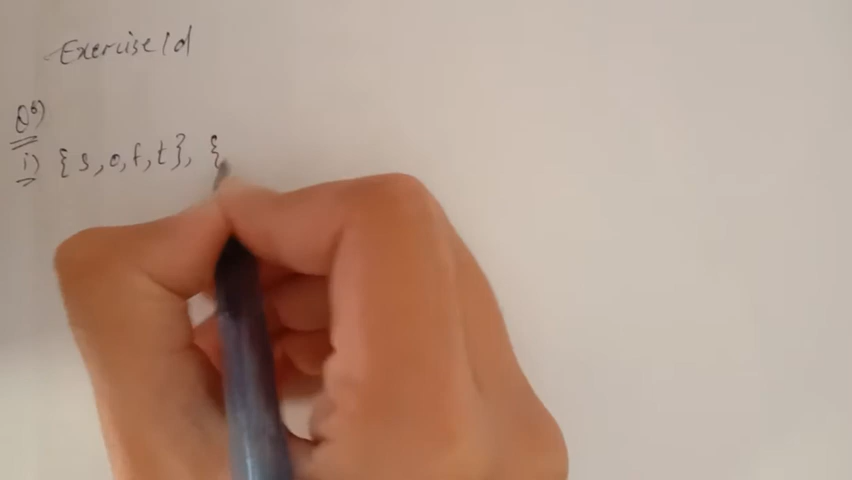 Exercise 1d
Q6)
i) {s,o,f,t}, {